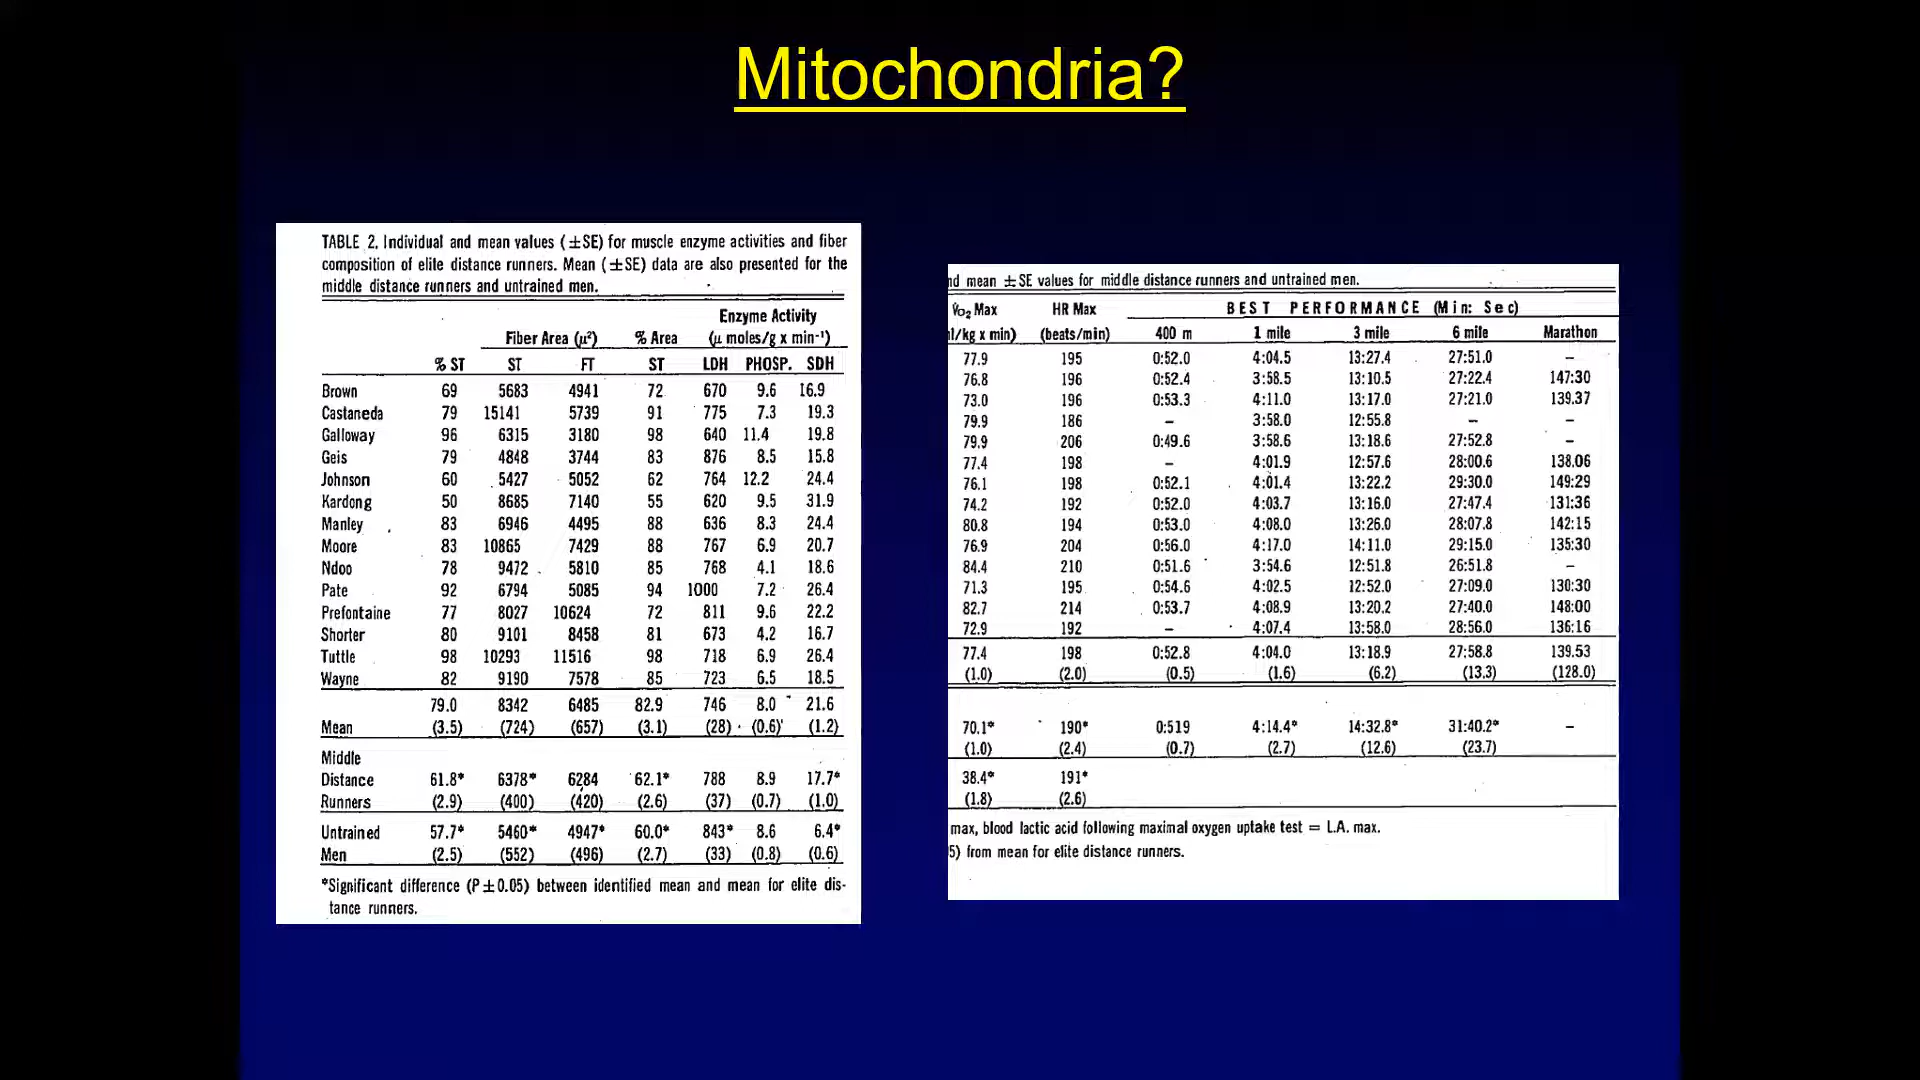 Mitochondria?
TABLE 2. Individual and mean values (±SE) for muscle enzyme activities and fiber
composition of elite distance runners. Mean (±SE) data are also presented for the
middle distance runners and untrained men.
Enzyme Activity
Fiber Area (μ²) % Area (μ moles/g x min⁻¹)
% ST ST FT ST LDH PHOSP. SDH
Brown 69 5683 4941 72 670 9.6 16.9
Castaneda 79 15141 5739 91 775 7.3 19.3
Galloway 96 6315 3180 98 640 11.4 19.8
Geis 79 4848 3744 83 876 8.5 15.8
Johnson 60 5427 5052 62 764 12.2 24.4
Kardong 50 8685 7140 55 620 9.5 31.9
Manley 83 6946 4495 88 636 8.3 24.4
Moore 83 10865 7429 88 767 6.9 20.7
Ndoo 78 9472 5810 85 768 4.1 18.6
Pate 92 6794 5085 94 1000 7.2 26.4
Prefontaine 77 8027 10624 72 811 9.6 22.2
Shorter 80 9101 8458 81 673 4.2 16.7
Tuttle 98 10293 11516 98 718 6.9 26.4
Wayne 82 9190 7578 85 723 6.5 18.5
79.0 8342 6485 82.9 746 8.0 21.6
Mean (3.5) (724) (657) (3.1) (28) (0.6) (1.2)
Middle
Distance 61.8* 6378* 6284 62.1* 788 8.9 17.7*
Runners (2.9) (400) (420) (2.6) (37) (0.7) (1.0)
Untrained 57.7* 5460* 4947* 60.0* 843* 8.6 6.4*
Men (2.5) (552) (496) (2.7) (33) (0.8) (0.6)
*Significant difference (P±0.05) between identified mean and mean for elite dis-
tance runners.
nd mean ±SE values for middle distance runners and untrained men.
V̇o₂ Max HR Max BEST PERFORMANCE (Min: Sec)
l/kg x min) (beats/min) 400 m 1 mile 3 mile 6 mile Marathon
77.9 195 0:52.0 4:04.5 13:27.4 27:51.0 –
76.8 196 0:52.4 3:58.5 13:10.5 27:22.4 147:30
73.0 196 0:53.3 4:11.0 13:17.0 27:21.0 139.37
79.9 186 – 3:58.0 12:55.8 – –
79.9 206 0:49.6 3:58.6 13:18.6 27:52.8 –
77.4 198 – 4:01.9 12:57.6 28:00.6 138.06
76.1 198 0:52.1 4:01.4 13:22.2 29:30.0 149:29
74.2 192 0:52.0 4:03.7 13:16.0 27:47.4 131:36
80.8 194 0:53.0 4:08.0 13:26.0 28:07.8 142:15
76.9 204 0:56.0 4:17.0 14:11.0 29:15.0 135:30
84.4 210 0:51.6 3:54.6 12:51.8 26:51.8 –
71.3 195 0:54.6 4:02.5 12:52.0 27:09.0 130:30
82.7 214 0:53.7 4:08.9 13:20.2 27:40.0 148:00
72.9 192 – 4:07.4 13:58.0 28:56.0 136:16
77.4 198 0:52.8 4:04.0 13:18.9 27:58.8 139.53
(1.0) (2.0) (0.5) (1.6) (6.2) (13.3) (128.0)
70.1* 190* 0:519 4:14.4* 14:32.8* 31:40.2* –
(1.0) (2.4) (0.7) (2.7) (12.6) (23.7)
38.4* 191*
(1.8) (2.6)
max, blood lactic acid following maximal oxygen uptake test = L.A. max.
5) from mean for elite distance runners.